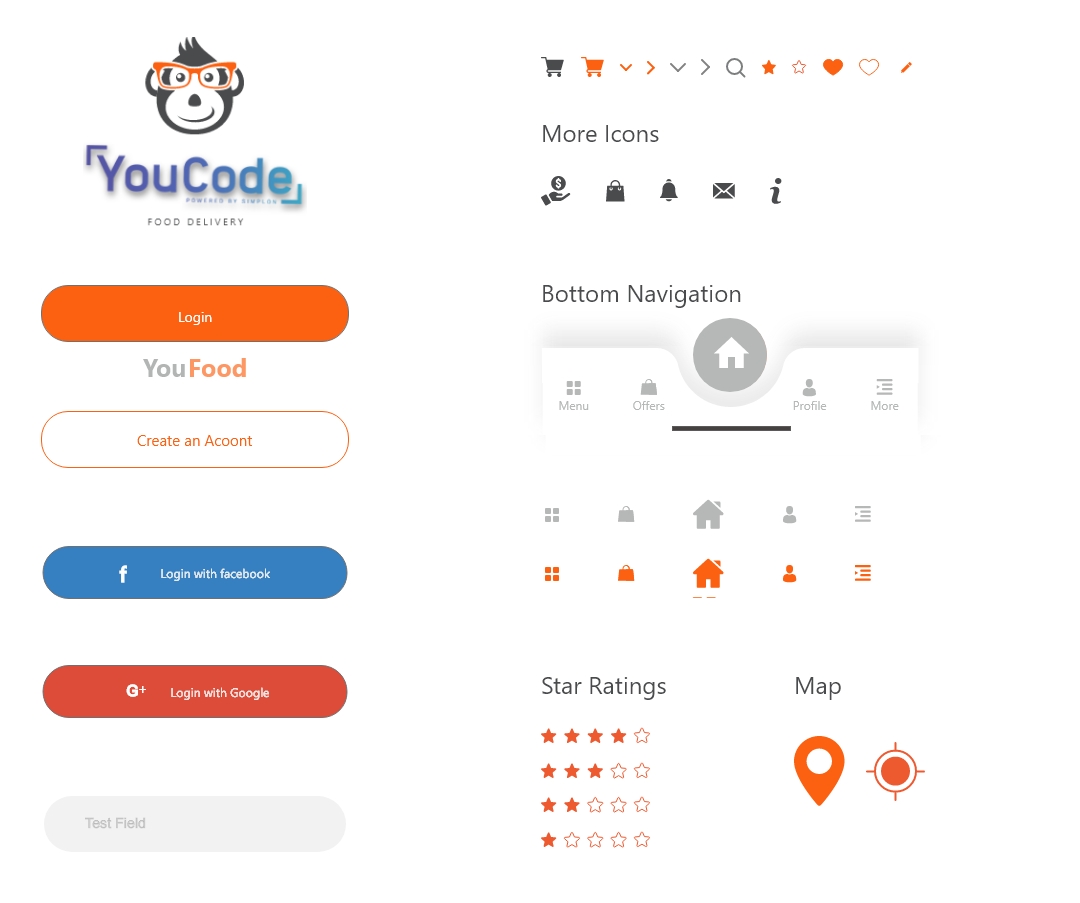 YouCode
POWERED BY SIMPLON
FOOD DELIVERY
Login
YouFood
Create an Acoont
f Login with facebook
G+ Login with Google
Test Field
More Icons
$
i
Bottom Navigation
Menu
Offers
Profile
More
Star Ratings
Map